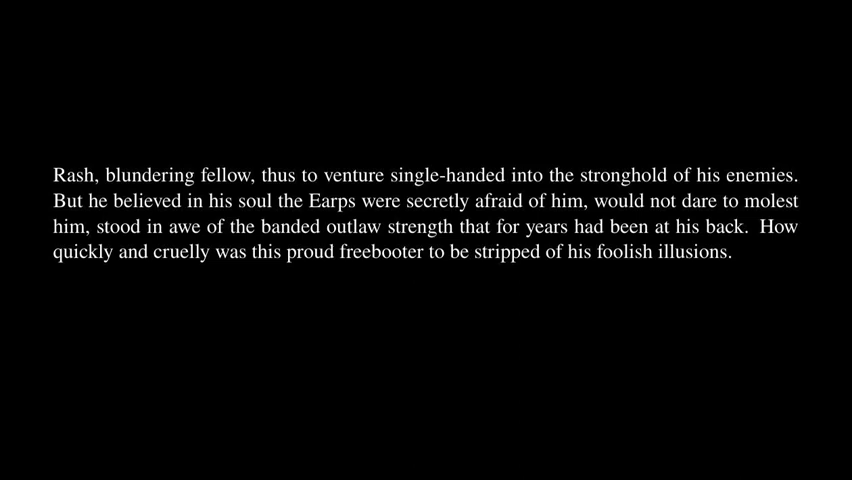 Rash, blundering fellow, thus to venture single-handed into the stronghold of his enemies.
But he believed in his soul the Earps were secretly afraid of him, would not dare to molest
him, stood in awe of the banded outlaw strength that for years had been at his back. How
quickly and cruelly was this proud freebooter to be stripped of his foolish illusions.